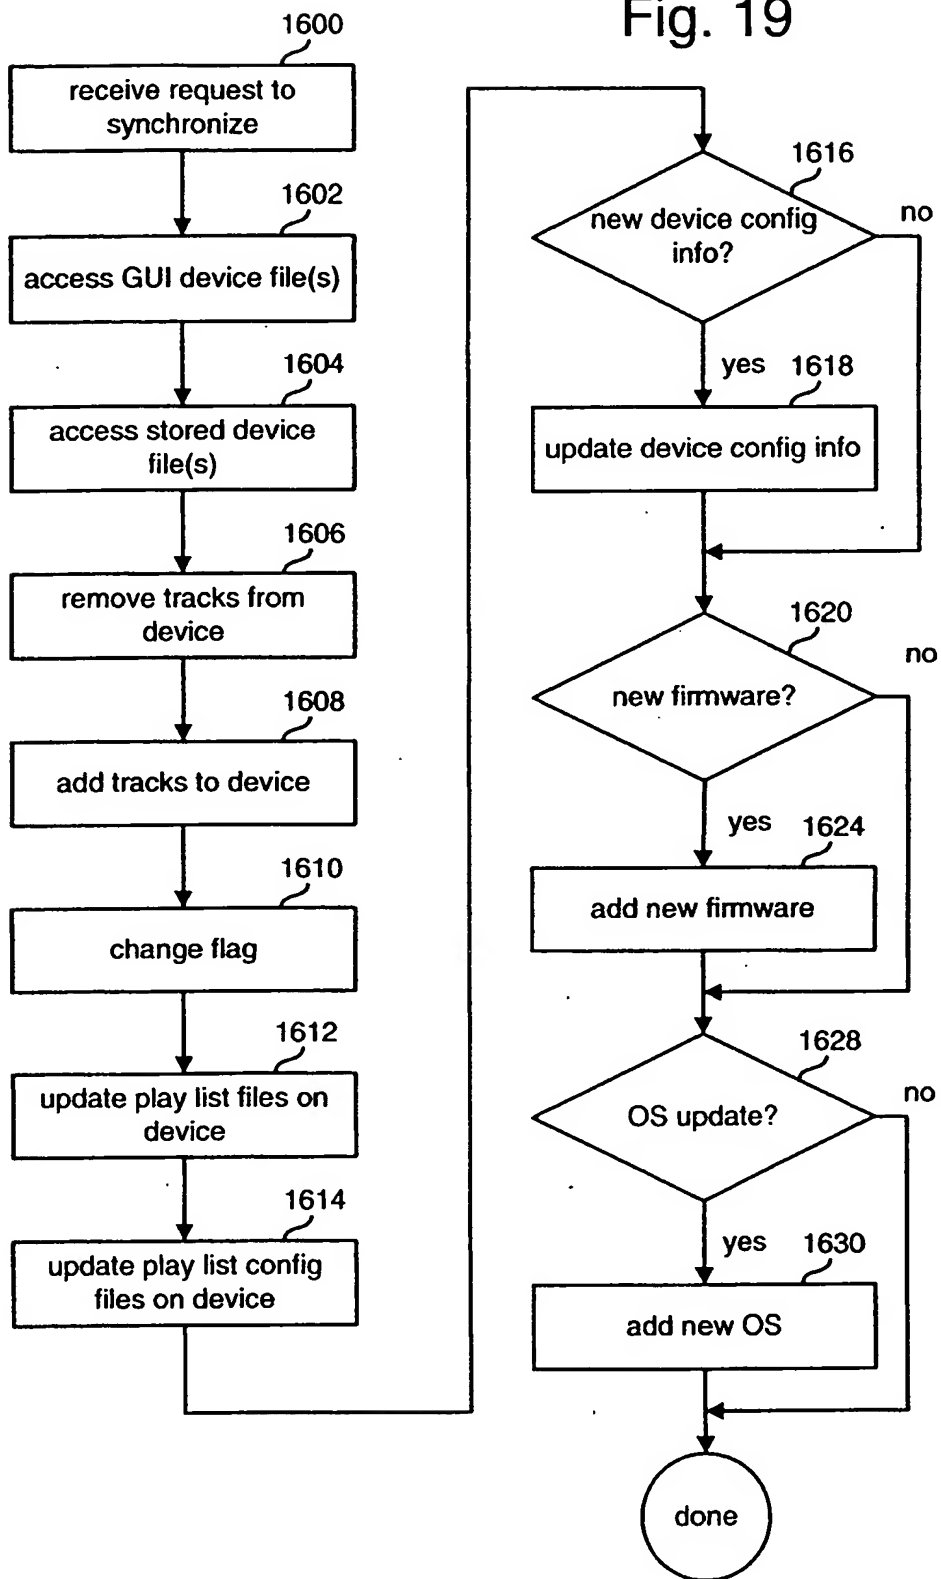 Fig. 19
1600
receive request to
synchronize
1602
access GUI device file(s)
1604
access stored device
file(s)
1606
remove tracks from
device
1608
add tracks to device
1610
change flag
1612
update play list files on
device
1614
update play list config
files on device
1616
new device config
info?
no
yes
1618
update device config info
1620
new firmware?
no
yes
1624
add new firmware
1628
OS update?
no
yes
1630
add new OS
done